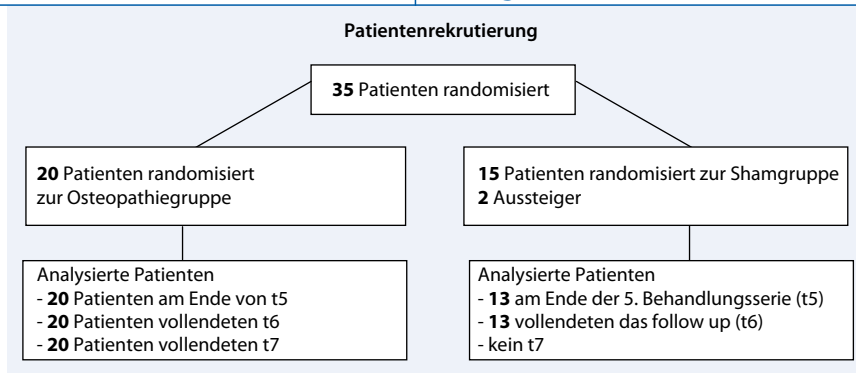 Patientenrekrutierung
35 Patienten randomisiert
20 Patienten randomisiert
zur Osteopathiegruppe
15 Patienten randomisiert zur Shamgruppe
2 Aussteiger
Analysierte Patienten
- 20 Patienten am Ende von t5
- 20 Patienten vollendeten t6
- 20 Patienten vollendeten t7
Analysierte Patienten
- 13 am Ende der 5. Behandlungsserie (t5)
- 13 vollendeten das follow up (t6)
- kein t7